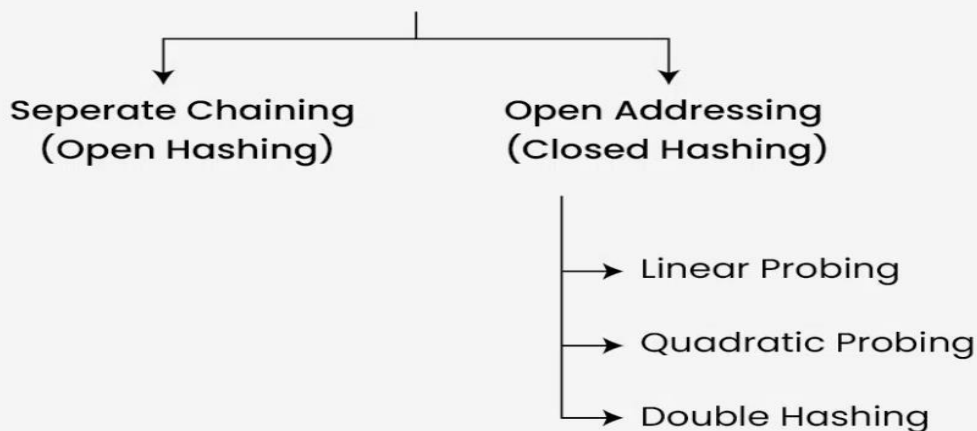 Seperate Chaining
(Open Hashing)
Open Addressing
(Closed Hashing)
Linear Probing
Quadratic Probing
Double Hashing